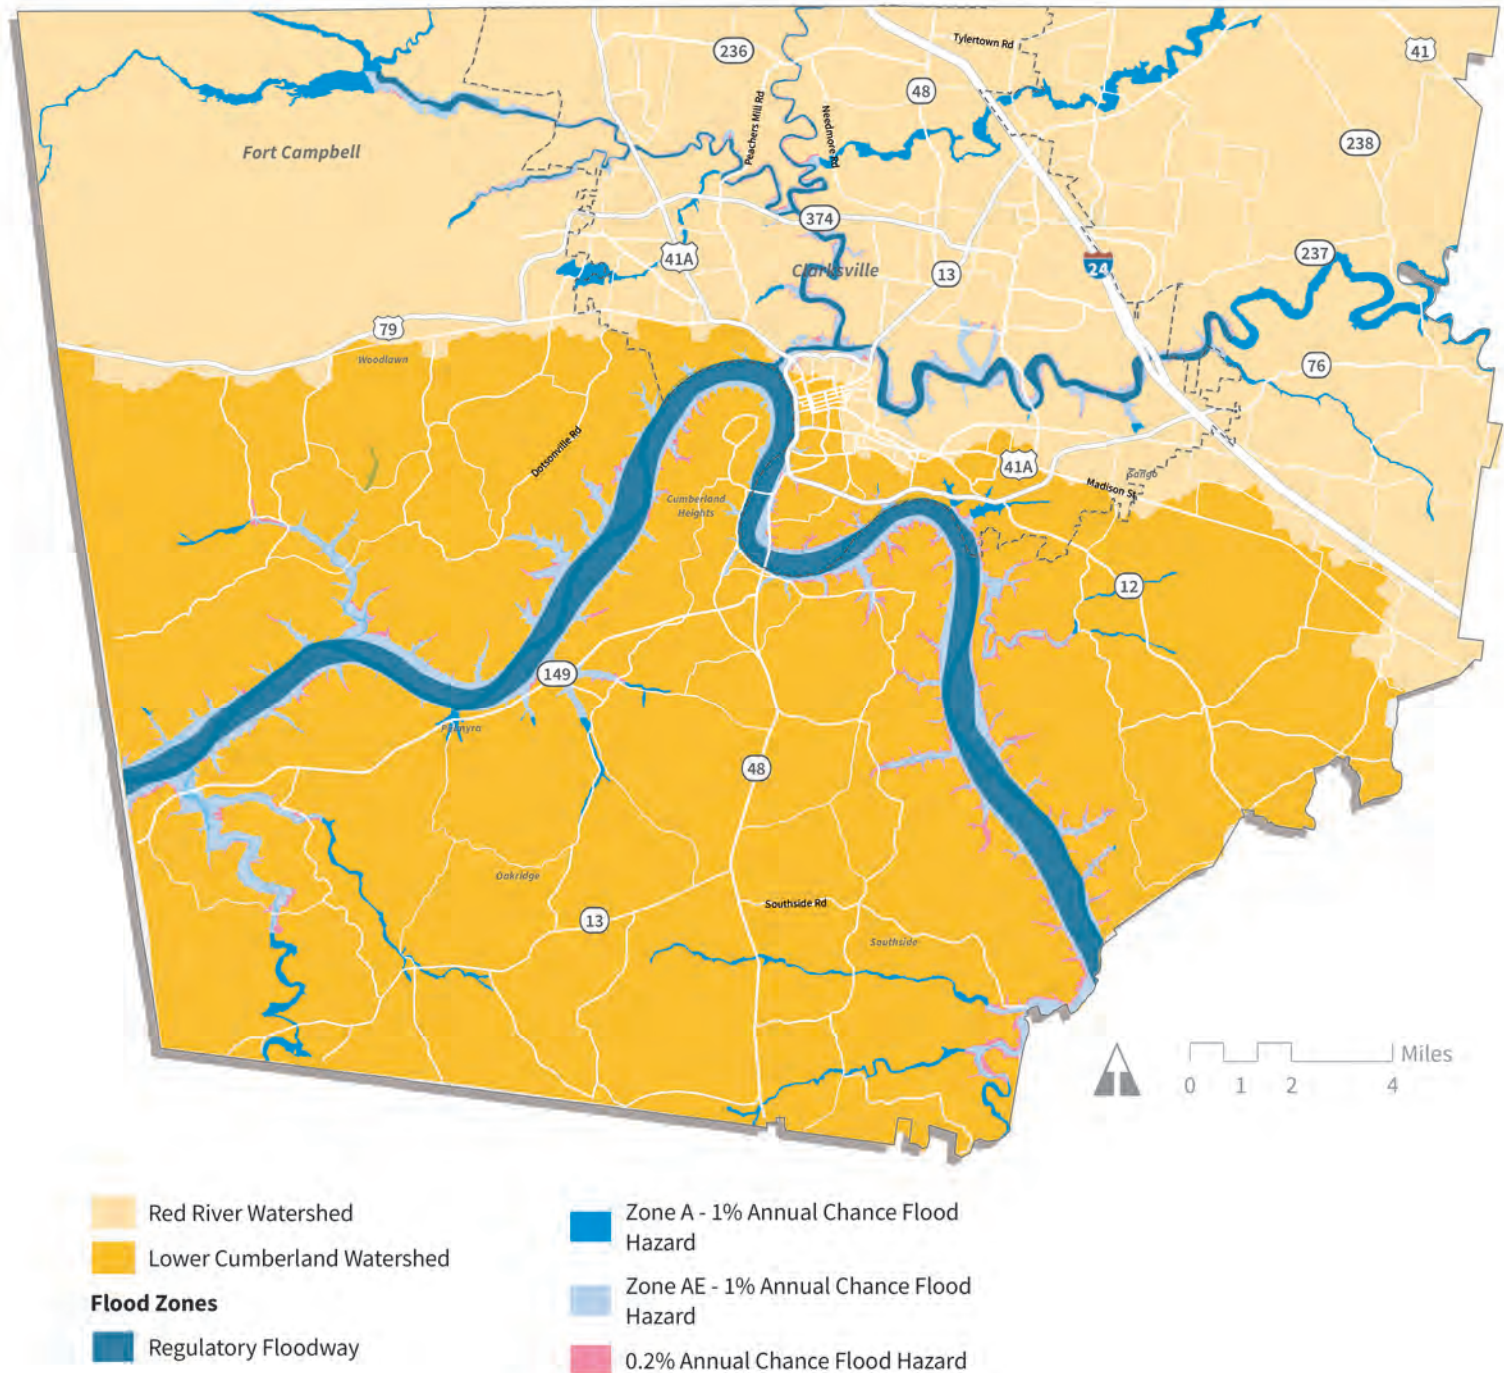 Tylertown Rd
236
41
48
Peachers Mill Rd
Needmore Rd
238
Fort Campbell
374
41A
Clarksville
13
24
237
79
Woodlawn
76
Dotsonville Rd
41A
Sango
Madison St
Cumberland
Heights
12
149
Palmyra
48
Oakridge
Southside Rd
13
Southside
Miles
0 1 2 4
Red River Watershed
Lower Cumberland Watershed
Flood Zones
Regulatory Floodway
Zone A - 1% Annual Chance Flood
Hazard
Zone AE - 1% Annual Chance Flood
Hazard
0.2% Annual Chance Flood Hazard